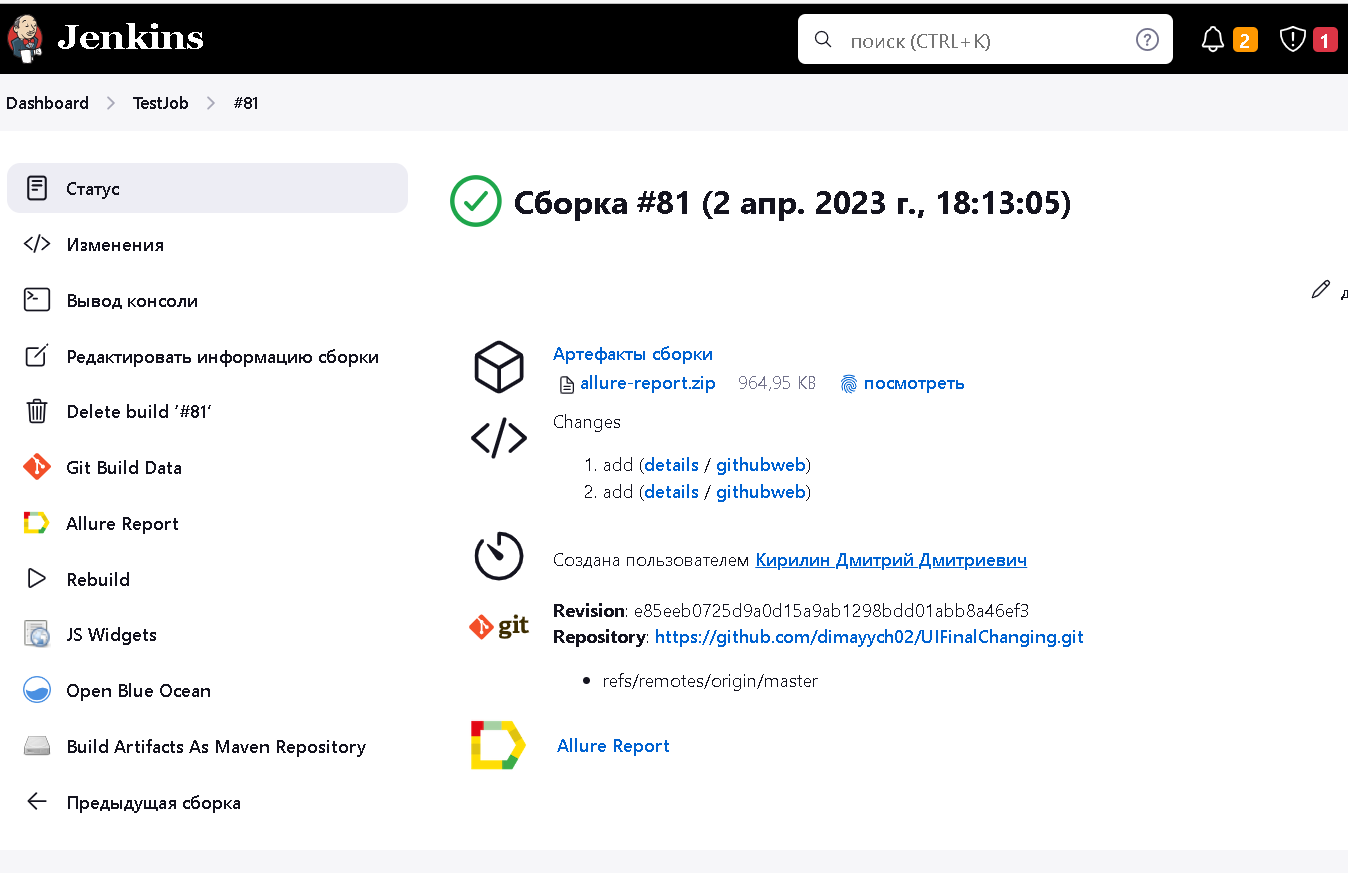 Jenkins
поиск (CTRL+K)
2
1
Dashboard
TestJob
#81
Статус
Изменения
Вывод консоли
Редактировать информацию сборки
Delete build ‘#81’
Git Build Data
Allure Report
Rebuild
JS Widgets
Open Blue Ocean
Build Artifacts As Maven Repository
Предыдущая сборка
Сборка #81 (2 апр. 2023 г., 18:13:05)
Артефакты сборки
allure-report.zip 964,95 KB посмотреть
Changes
1. add (details / githubweb)
2. add (details / githubweb)
Создана пользователем Кирилин Дмитрий Дмитриевич
git
Revision: e85eeb0725d9a0d15a9ab1298bdd01abb8a46ef3
Repository: https://github.com/dimayych02/UIFinalChanging.git
refs/remotes/origin/master
Allure Report